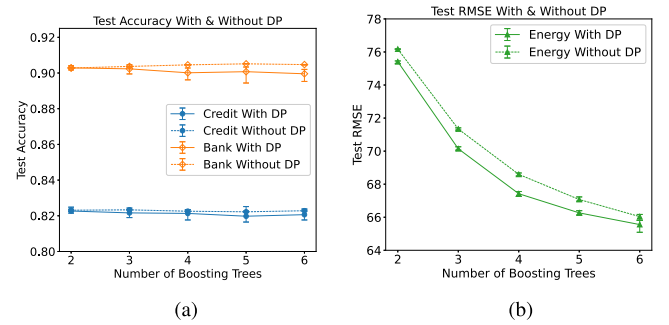 Test Accuracy With & Without DP
0.92
0.90
0.88
0.86
0.84
0.82
0.80
Test Accuracy
Credit With DP
Credit Without DP
Bank With DP
Bank Without DP
2 3 4 5 6
Number of Boosting Trees
(a)
Test RMSE With & Without DP
78
76
74
72
70
68
66
64
Test RMSE
Energy With DP
Energy Without DP
2 3 4 5 6
Number of Boosting Trees
(b)